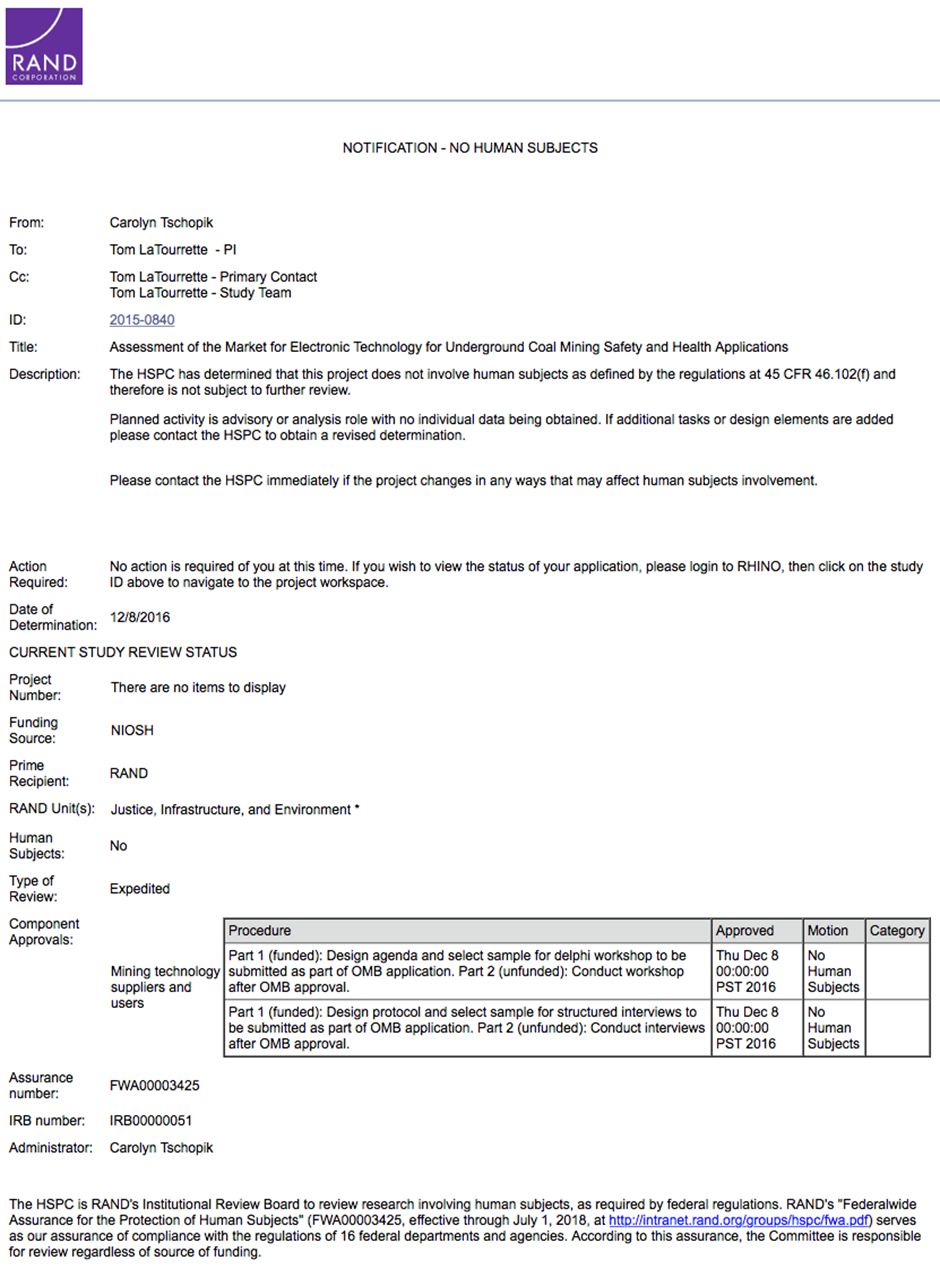 RAND
CORPORATION
NOTIFICATION - NO HUMAN SUBJECTS
From: Carolyn Tschopik
To: Tom LaTourrette - PI
Cc: Tom LaTourrette - Primary Contact
Tom LaTourrette - Study Team
ID: 2015-0840
Title: Assessment of the Market for Electronic Technology for Underground Coal Mining Safety and Health Applications
Description: The HSPC has determined that this project does not involve human subjects as defined by the regulations at 45 CFR 46.102(f) and
therefore is not subject to further review.
Planned activity is advisory or analysis role with no individual data being obtained. If additional tasks or design elements are added
please contact the HSPC to obtain a revised determination.
Please contact the HSPC immediately if the project changes in any ways that may affect human subjects involvement.
Action
Required:
No action is required of you at this time. If you wish to view the status of your application, please login to RHINO, then click on the study
ID above to navigate to the project workspace.
Date of
Determination:
12/8/2016
CURRENT STUDY REVIEW STATUS
Project
Number:
There are no items to display
Funding
Source:
NIOSH
Prime
Recipient:
RAND
RAND Unit(s): Justice, Infrastructure, and Environment *
Human
Subjects:
No
Type of
Review:
Expedited
Component
Approvals:
Mining technology
suppliers and
users
Procedure Approved Motion Category
Part 1 (funded): Design agenda and select sample for delphi workshop to be
submitted as part of OMB application. Part 2 (unfunded): Conduct workshop
after OMB approval.
Thu Dec 8
00:00:00
PST 2016
No
Human
Subjects
Part 1 (funded): Design protocol and select sample for structured interviews to
be submitted as part of OMB application. Part 2 (unfunded): Conduct interviews
after OMB approval.
Thu Dec 8
00:00:00
PST 2016
No
Human
Subjects
Assurance
number:
FWA00003425
IRB number: IRB00000051
Administrator: Carolyn Tschopik
The HSPC is RAND's Institutional Review Board to review research involving human subjects, as required by federal regulations. RAND's "Federalwide
Assurance for the Protection of Human Subjects" (FWA00003425, effective through July 1, 2018, at http://intranet.rand.org/groups/hspc/fwa.pdf) serves
as our assurance of compliance with the regulations of 16 federal departments and agencies. According to this assurance, the Committee is responsible
for review regardless of source of funding.